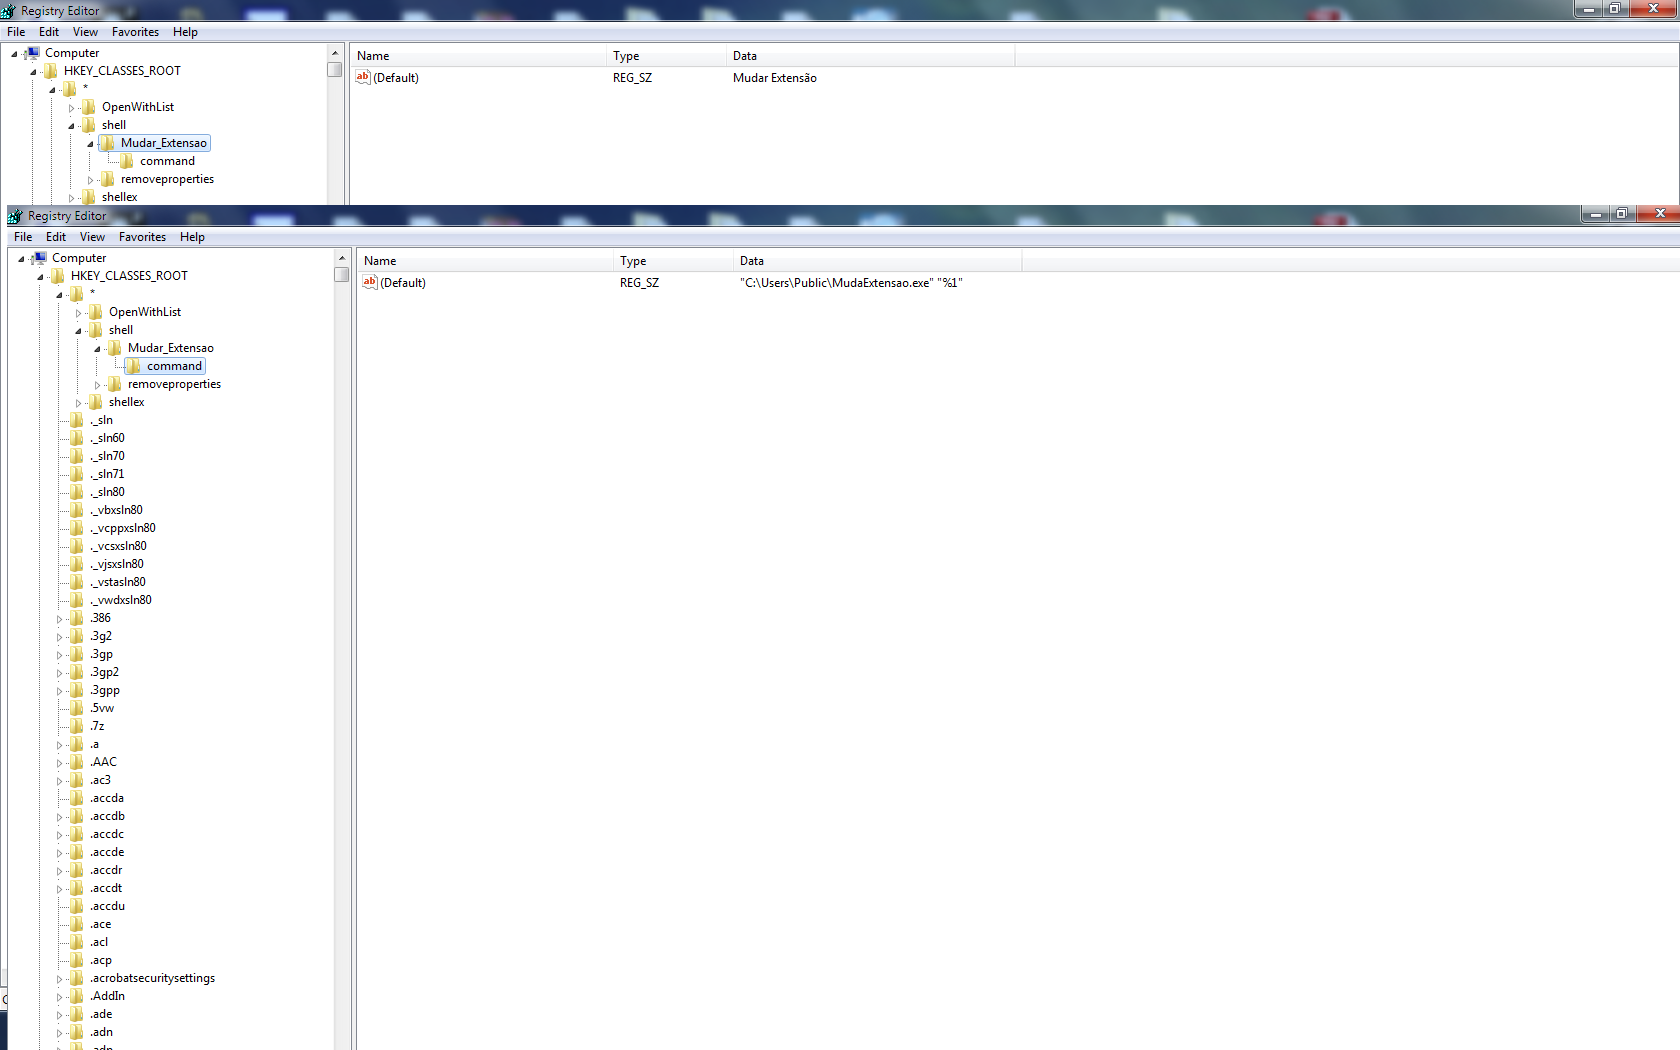 Registry Editor
File Edit View Favorites Help
Computer
HKEY_CLASSES_ROOT
*
OpenWithList
shell
Mudar_Extensao
command
removeproperties
shellex
Name Type Data
ab (Default) REG_SZ Mudar Extensão
Registry Editor
File Edit View Favorites Help
Computer
HKEY_CLASSES_ROOT
*
OpenWithList
shell
Mudar_Extensao
command
removeproperties
shellex
._sln
._sln60
._sln70
._sln71
._sln80
._vbxsln80
._vcppxsln80
._vcsxsln80
._vjsxsln80
._vstasln80
._vwdxsln80
.386
.3g2
.3gp
.3gp2
.3gpp
.5vw
.7z
.a
.AAC
.ac3
.accda
.accdb
.accdc
.accde
.accdr
.accdt
.accdu
.ace
.acl
.acp
.acrobatsecuritysettings
.AddIn
.ade
.adn
Name Type Data
ab (Default) REG_SZ "C:\Users\Public\MudaExtensao.exe" "%1"